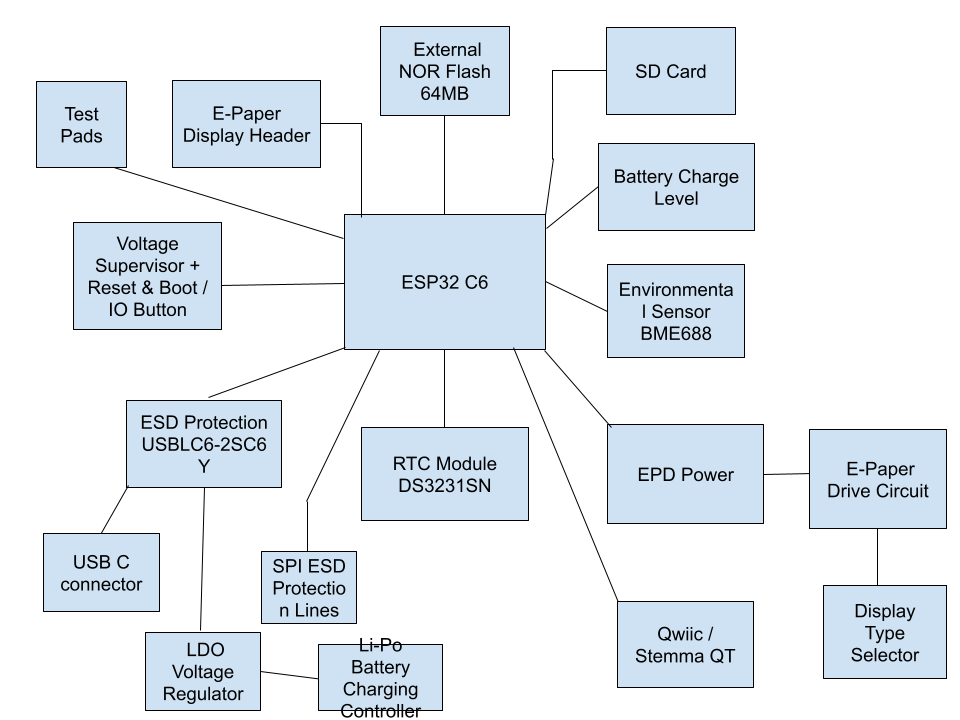 External
NOR Flash
64MB
SD Card
Test
Pads
E-Paper
Display Header
Battery Charge
Level
Voltage
Supervisor +
Reset & Boot /
IO Button
ESP32 C6
Environmenta
l Sensor
BME688
ESD Protection
USBLC6-2SC6
Y
RTC Module
DS3231SN
EPD Power
E-Paper
Drive Circuit
USB C
connector
SPI ESD
Protectio
n Lines
Qwiic /
Stemma QT
Display
Type
Selector
LDO
Voltage
Regulator
Li-Po
Battery
Charging
Controller